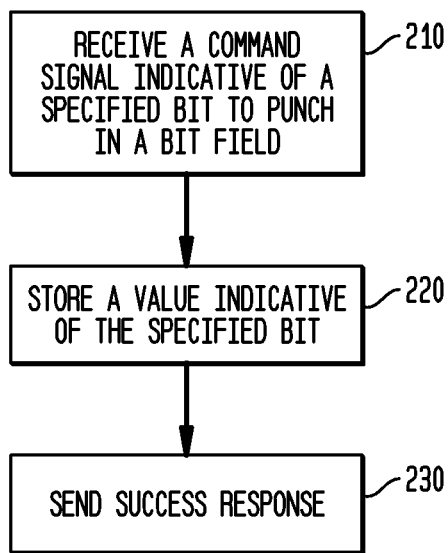 RECEIVE A COMMAND
SIGNAL INDICATIVE OF A
SPECIFIED BIT TO PUNCH
IN A BIT FIELD
210
STORE A VALUE INDICATIVE
OF THE SPECIFIED BIT
220
SEND SUCCESS RESPONSE
230